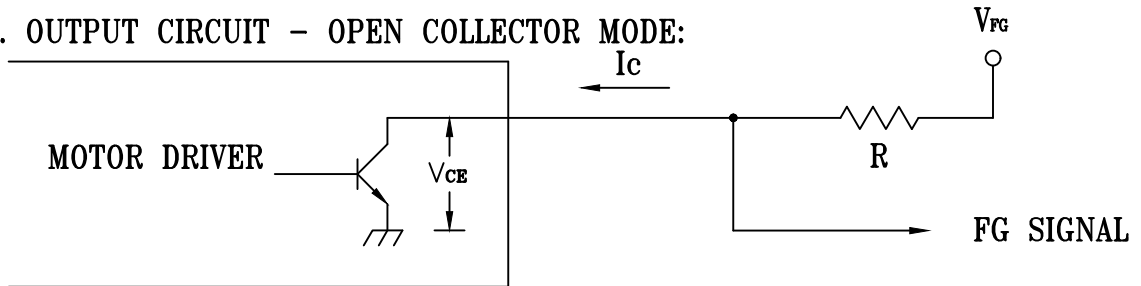 . OUTPUT CIRCUIT - OPEN COLLECTOR MODE:
VFG
Ic
MOTOR DRIVER
VCE
R
FG SIGNAL